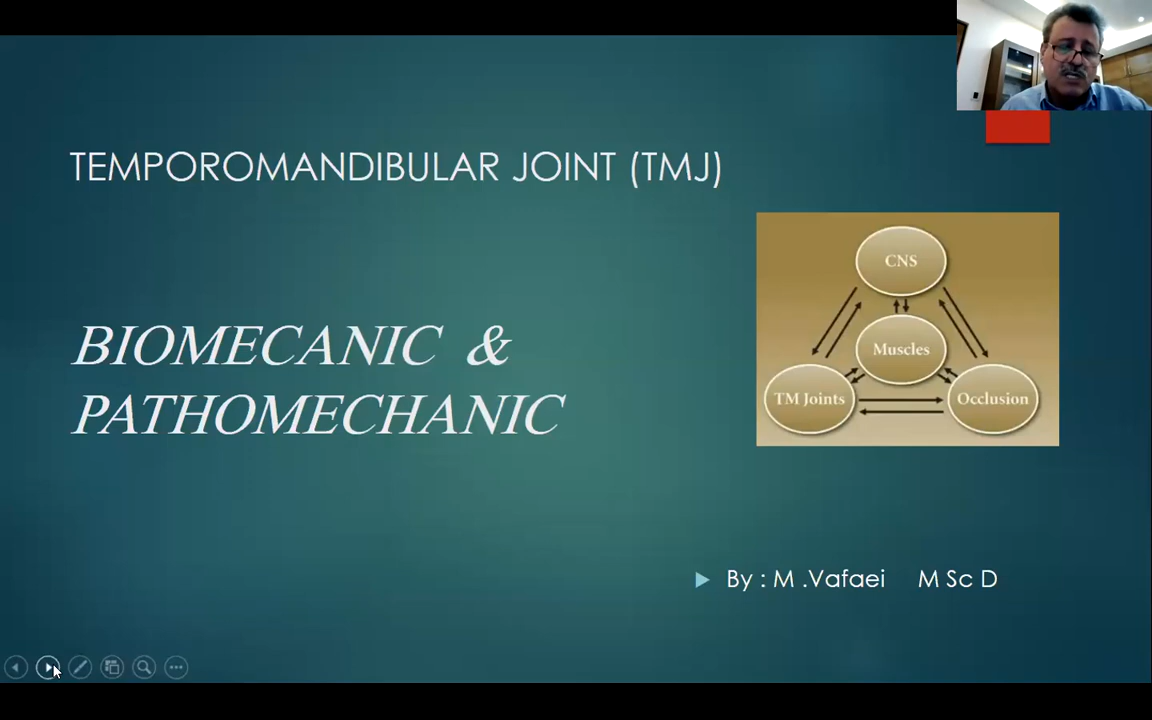 TEMPOROMANDIBULAR JOINT (TMJ)
BIOMECANIC &
PATHOMECHANIC
CNS
Muscles
TM Joints
Occlusion
By : M .Vafaei M Sc D